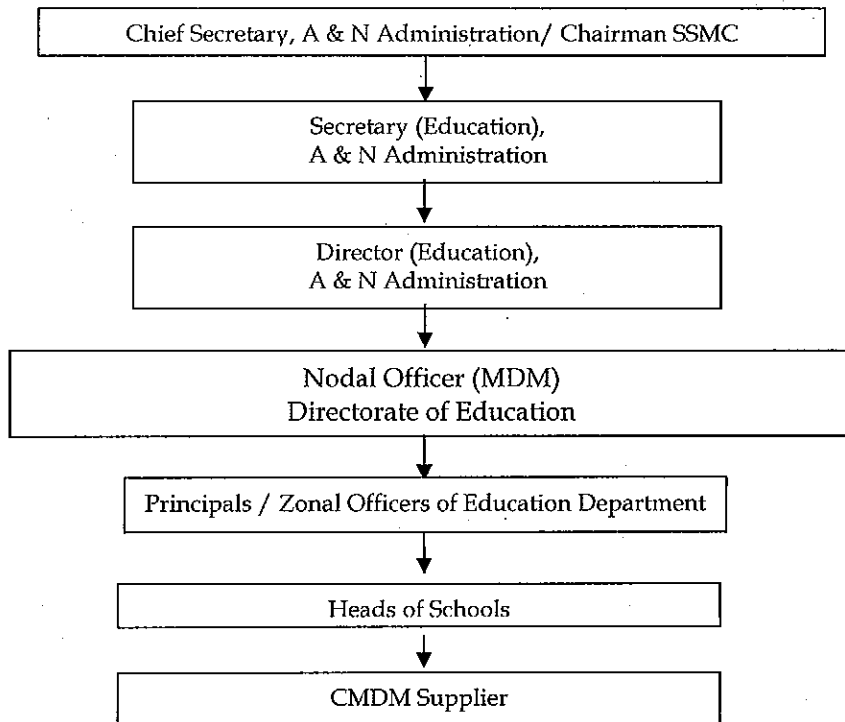 Chief Secretary, A & N Administration/ Chairman SSMC
Secretary (Education),
A & N Administration
Director (Education),
A & N Administration
Nodal Officer (MDM)
Directorate of Education
Principals / Zonal Officers of Education Department
Heads of Schools
CMDM Supplier